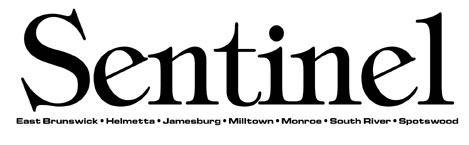 Sentinel
East Brunswick • Helmetta • Jamesburg • Milltown • Monroe • South River • Spotswood